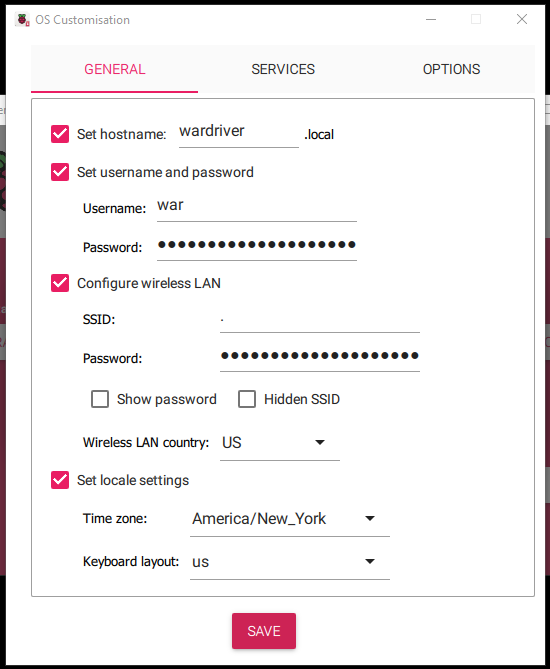 OS Customisation
GENERAL SERVICES OPTIONS
Set hostname: wardriver .local
Set username and password
Username: war
Password: ••••••••••••••••••••
Configure wireless LAN
SSID: .
Password: ••••••••••••••••••••
Show password Hidden SSID
Wireless LAN country: US
Set locale settings
Time zone: America/New_York
Keyboard layout: us
SAVE